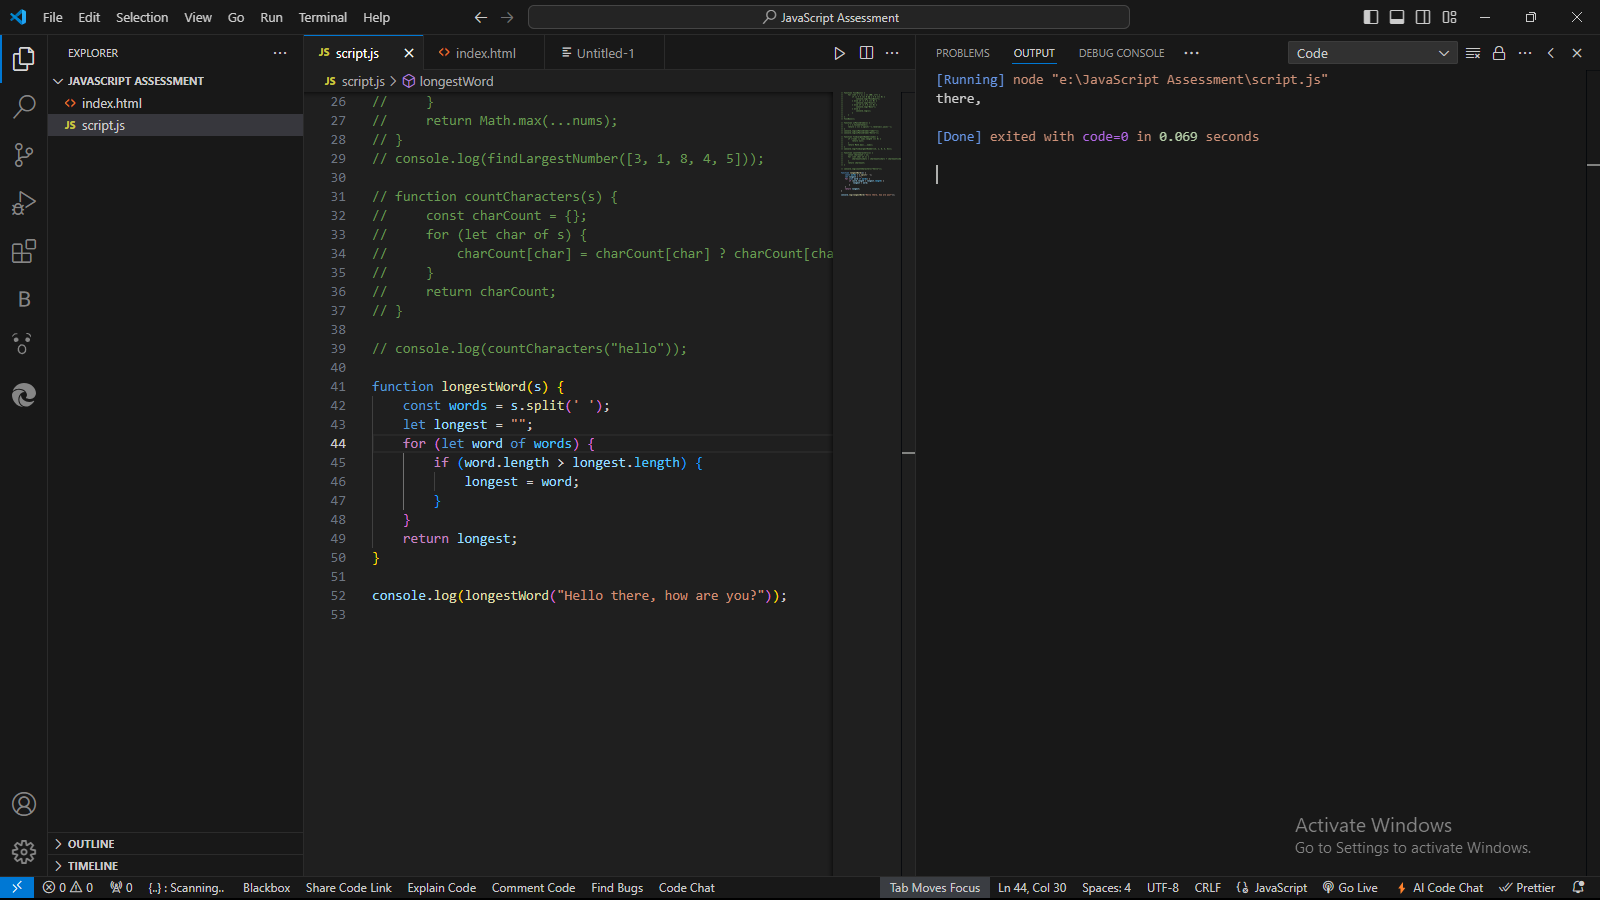 File Edit Selection View Go Run Terminal Help
JavaScript Assessment
EXPLORER
JAVASCRIPT ASSESSMENT
<> index.html
JS script.js
OUTLINE
TIMELINE
JS script.js
<> index.html
Untitled-1
JS script.js > longestWord
26 //     }
27 //     return Math.max(...nums);
28 // }
29 // console.log(findLargestNumber([3, 1, 8, 4, 5]));
30
31 // function countCharacters(s) {
32 //     const charCount = {};
33 //     for (let char of s) {
34 //         charCount[char] = charCount[char] ? charCount[cha
35 //     }
36 //     return charCount;
37 // }
38
39 // console.log(countCharacters("hello"));
40
41 function longestWord(s) {
42     const words = s.split(' ');
43     let longest = "";
44     for (let word of words) {
45         if (word.length > longest.length) {
46             longest = word;
47         }
48     }
49     return longest;
50 }
51
52 console.log(longestWord("Hello there, how are you?"));
53
PROBLEMS OUTPUT DEBUG CONSOLE
Code
[Running] node "e:\JavaScript Assessment\script.js"
there,
[Done] exited with code=0 in 0.069 seconds
Activate Windows
Go to Settings to activate Windows.
0 0 0 {..} : Scanning.. Blackbox Share Code Link Explain Code Comment Code Find Bugs Code Chat
Tab Moves Focus Ln 44, Col 30 Spaces: 4 UTF-8 CRLF JavaScript Go Live AI Code Chat Prettier